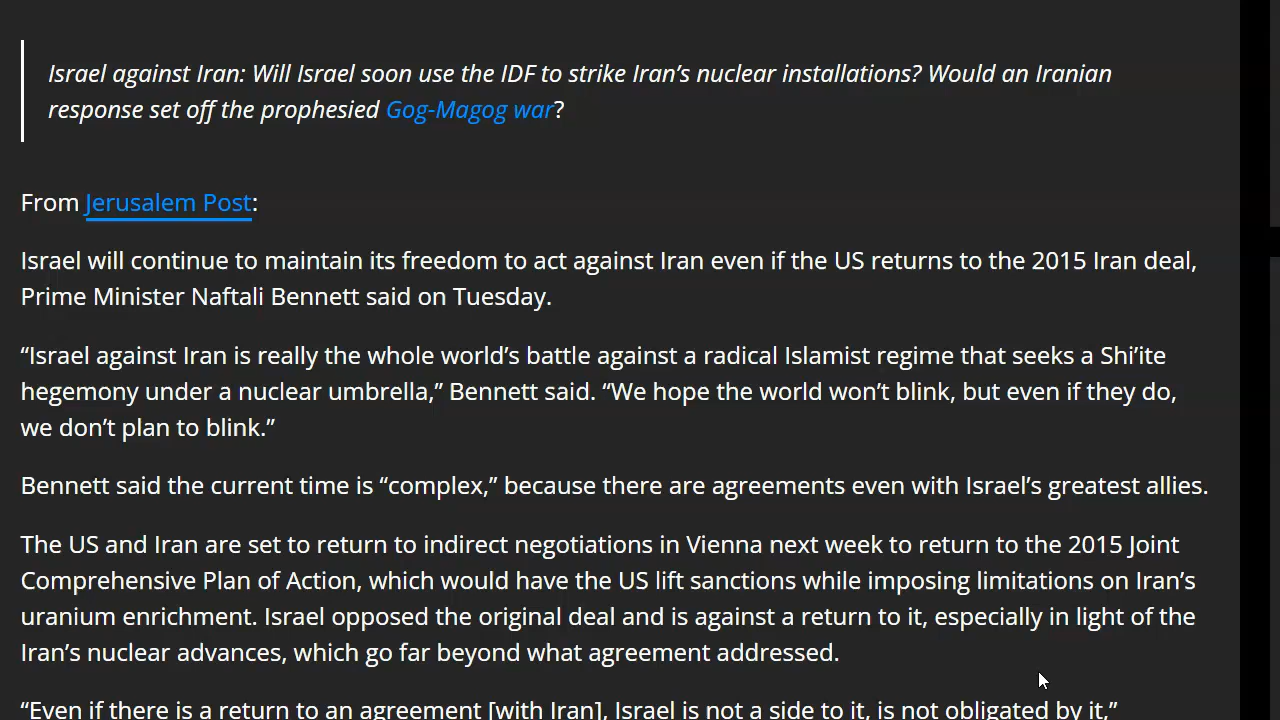 Israel against Iran: Will Israel soon use the IDF to strike Iran’s nuclear installations? Would an Iranian
response set off the prophesied Gog-Magog war?
From Jerusalem Post:
Israel will continue to maintain its freedom to act against Iran even if the US returns to the 2015 Iran deal,
Prime Minister Naftali Bennett said on Tuesday.
“Israel against Iran is really the whole world’s battle against a radical Islamist regime that seeks a Shi’ite
hegemony under a nuclear umbrella,” Bennett said. “We hope the world won’t blink, but even if they do,
we don’t plan to blink.”
Bennett said the current time is “complex,” because there are agreements even with Israel’s greatest allies.
The US and Iran are set to return to indirect negotiations in Vienna next week to return to the 2015 Joint
Comprehensive Plan of Action, which would have the US lift sanctions while imposing limitations on Iran’s
uranium enrichment. Israel opposed the original deal and is against a return to it, especially in light of the
Iran’s nuclear advances, which go far beyond what agreement addressed.
“Even if there is a return to an agreement [with Iran], Israel is not a side to it, is not obligated by it,”